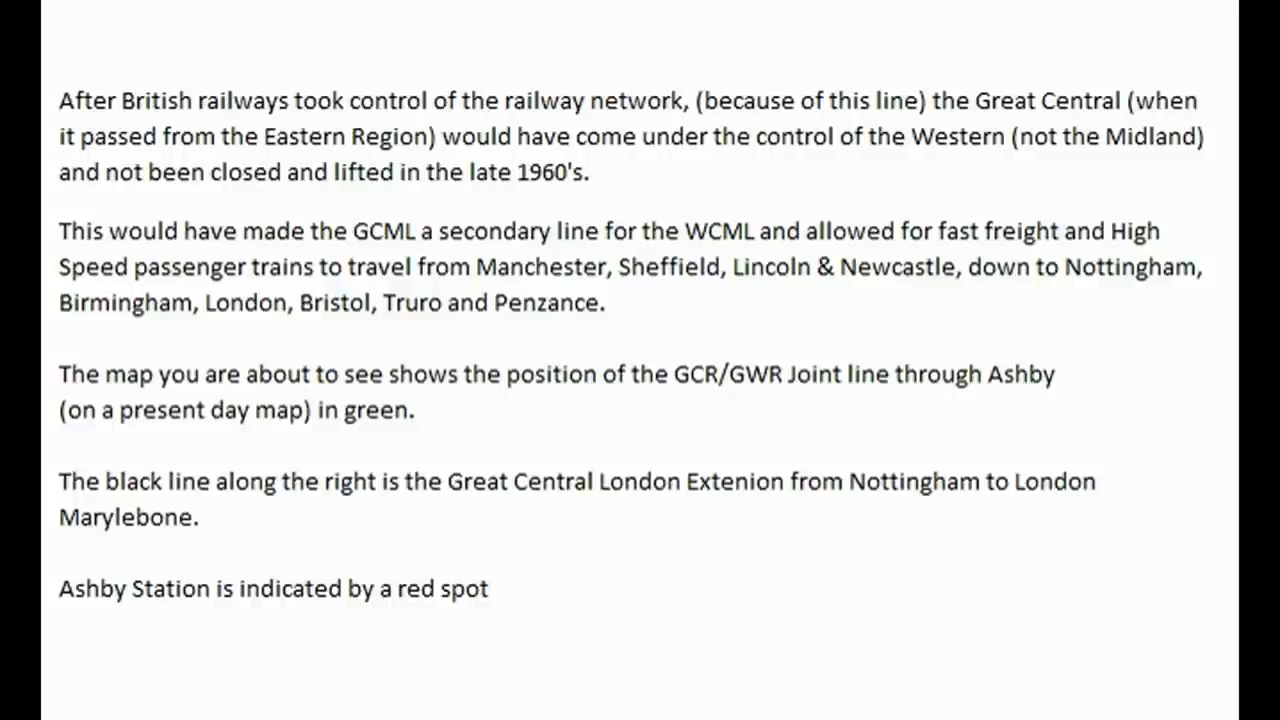 After British railways took control of the railway network, (because of this line) the Great Central (when
it passed from the Eastern Region) would have come under the control of the Western (not the Midland)
and not been closed and lifted in the late 1960's.
This would have made the GCML a secondary line for the WCML and allowed for fast freight and High
Speed passenger trains to travel from Manchester, Sheffield, Lincoln & Newcastle, down to Nottingham,
Birmingham, London, Bristol, Truro and Penzance.
The map you are about to see shows the position of the GCR/GWR Joint line through Ashby
(on a present day map) in green.
The black line along the right is the Great Central London Extenion from Nottingham to London
Marylebone.
Ashby Station is indicated by a red spot